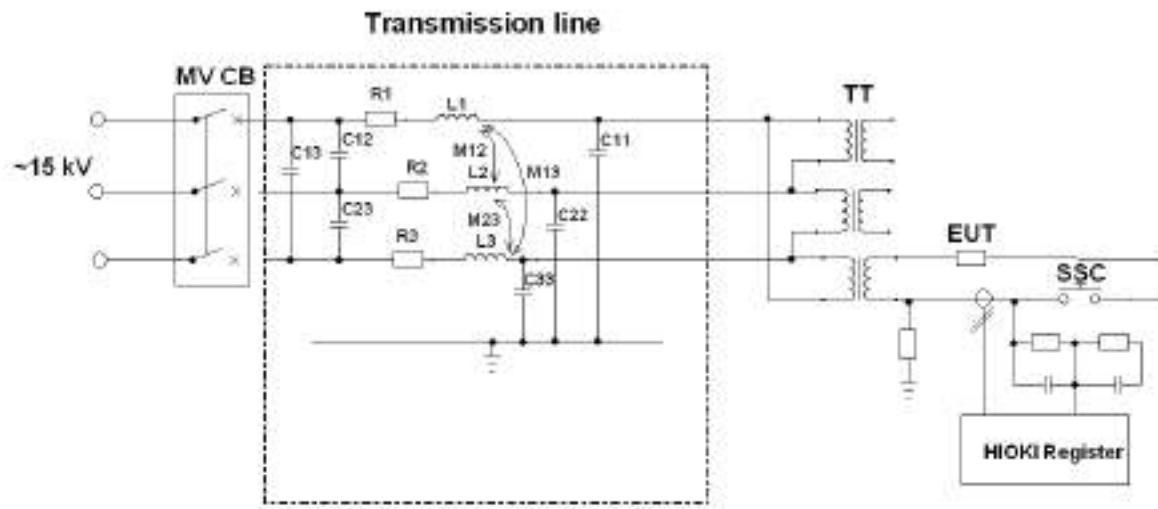 Transmission line
MV CB
~15 kV
R1
L1
TT
C13
C12
C11
M12
M13
R2
L2
C23
M23
C22
R3
L3
C33
EUT
SSC
HIOKI Register